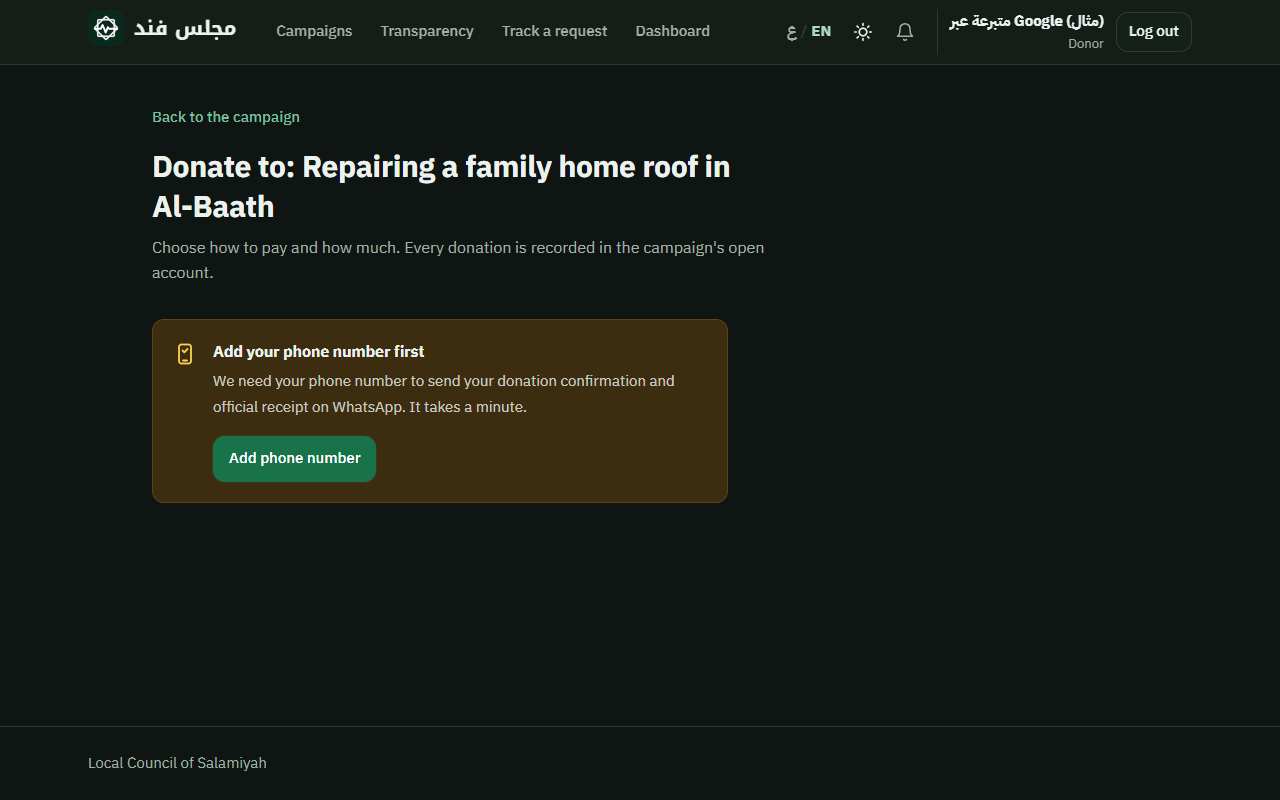 مجلس فند
Campaigns
Transparency
Track a request
Dashboard
ع / EN
متبرعة عبر Google (مثال)
Donor
Log out
Back to the campaign
Donate to: Repairing a family home roof in
Al-Baath
Choose how to pay and how much. Every donation is recorded in the campaign's open
account.
Add your phone number first
We need your phone number to send your donation confirmation and
official receipt on WhatsApp. It takes a minute.
Add phone number
Local Council of Salamiyah